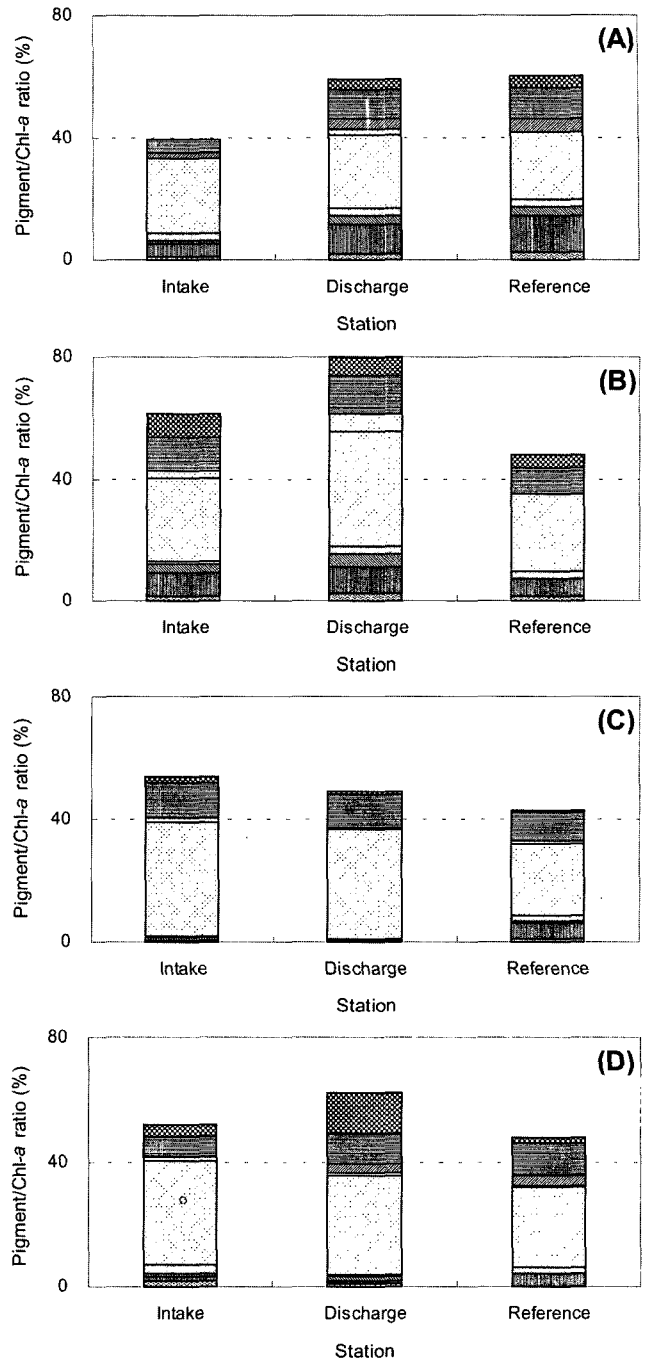 80
(A)
Pigment/Chl-a ratio (%)
40
0
Intake Discharge Reference
Station
80
(B)
Pigment/Chl-a ratio (%)
40
0
Intake Discharge Reference
Station
80
(C)
Pigment/Chl-a ratio (%)
40
0
Intake Discharge Reference
Station
80
(D)
Pigment/Chl-a ratio (%)
40
0
Intake Discharge Reference
Station